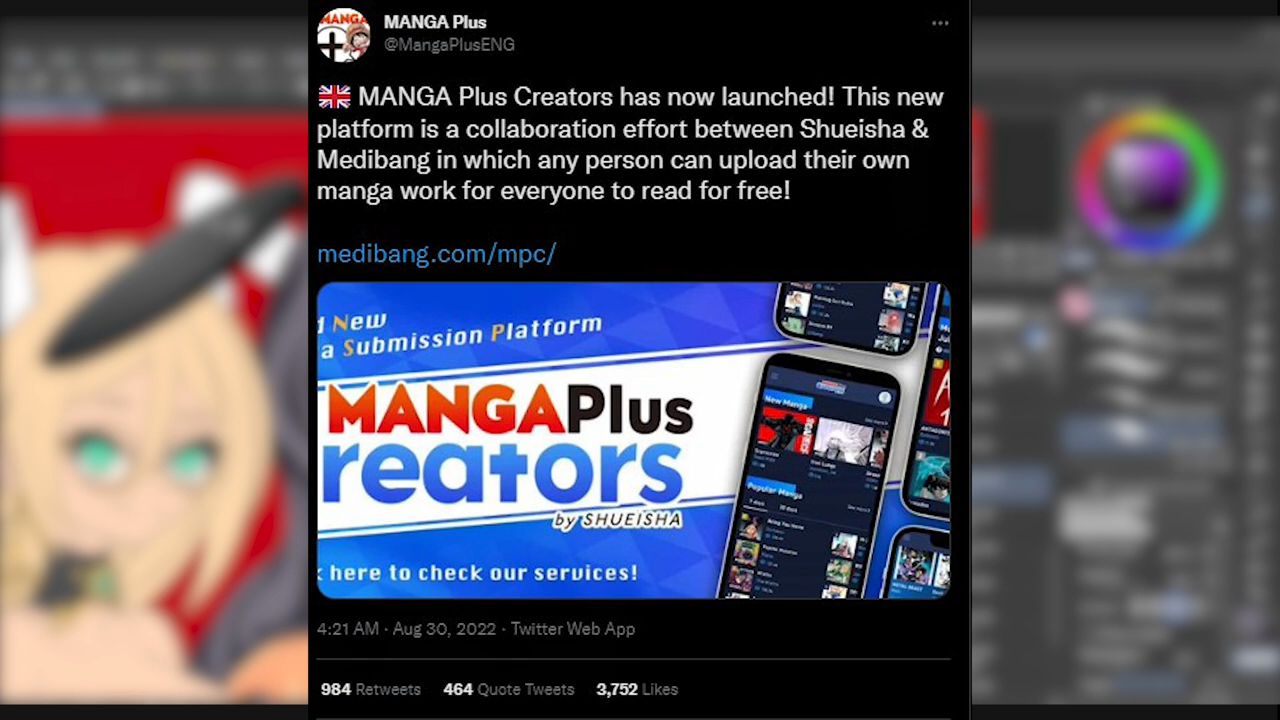 MANGA Plus
@MangaPlusENG
🇬🇧 MANGA Plus Creators has now launched! This new
platform is a collaboration effort between Shueisha &
Medibang in which any person can upload their own
manga work for everyone to read for free!
medibang.com/mpc/
New
a Submission Platform
MANGA Plus
reators
by SHUEISHA
here to check our services!
New Manga
Popular Manga
4:21 AM · Aug 30, 2022 · Twitter Web App
984 Retweets 464 Quote Tweets 3,752 Likes